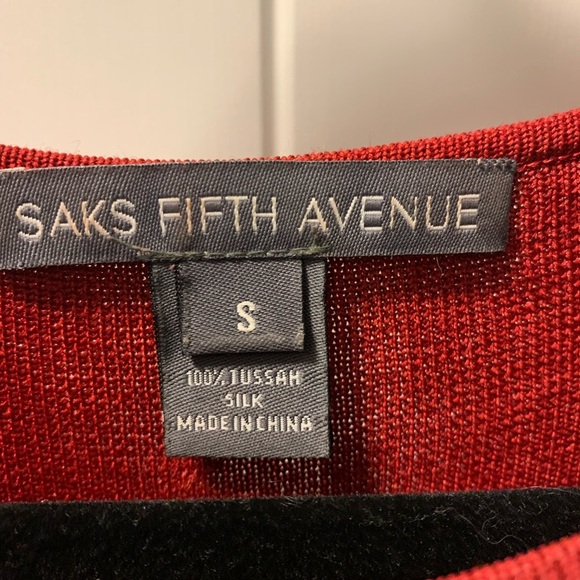 SAKS FIFTH AVENUE
S
100% TUSSAH
SILK
MADE IN CHINA